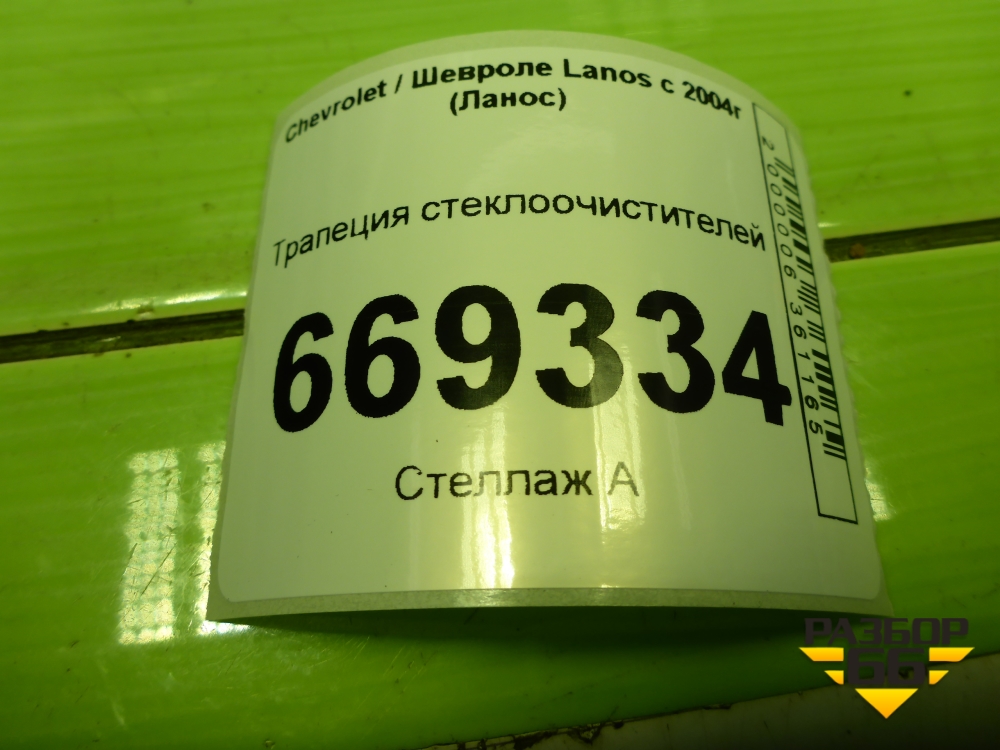 Chevrolet / Шевроле Lanos с 2004г
(Ланос)
Трапеция стеклоочистителей
669334
Стеллаж А
2000006361165
РАЗБОР
66